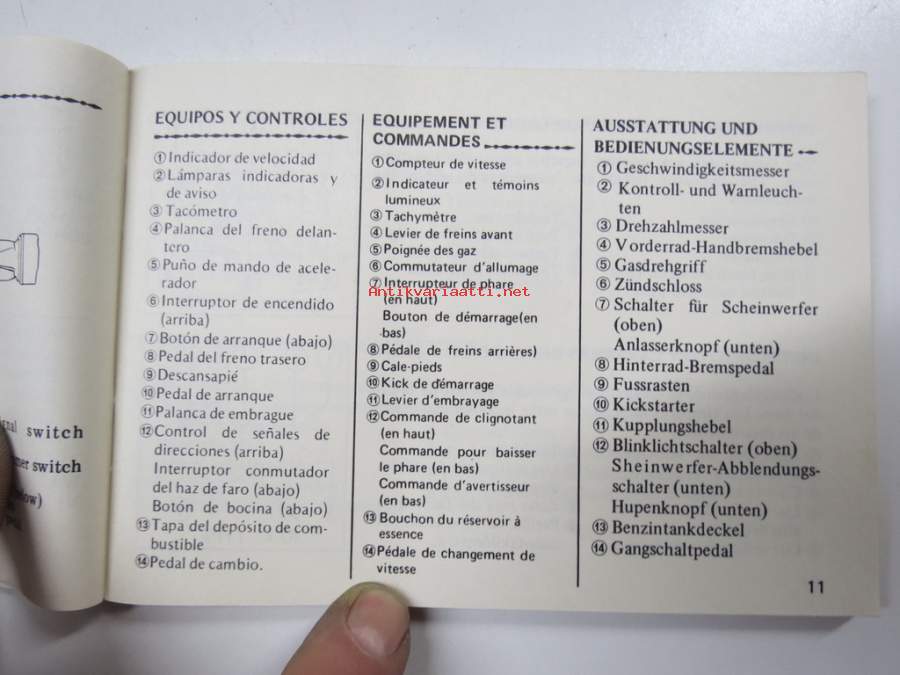 switch
switch
EQUIPOS Y CONTROLES
①Indicador de velocidad
②Lámparas indicadoras y
de aviso
③ Tacómetro
④Palanca del freno delan-
tero
⑤Puño de mando de acele-
rador
⑥ Interruptor de encendido
(arriba)
⑦Botón de arranque (abajo)
⑧Pedal del freno trasero
⑨Descansapié
⑩Pedal de arranque
⑪Palanca de embrague
⑫Control de señales de
direcciones (arriba)
Interruptor conmutador
del haz de faro (abajo)
Botón de bocina (abajo)
⑬Tapa del depósito de com-
bustible
⑭Pedal de cambio.
EQUIPEMENT ET
COMMANDES
①Compteur de vitesse
②Indicateur et témoins
lumineux
③Tachymètre
④Levier de freins avant
⑤Poignée des gaz
⑥Commutateur d'allumage
⑦Interrupteur de phare
(en haut)
Bouton de démarrage(en
bas)
⑧Pédale de freins arrières)
⑨Cale-pieds
⑩Kick de démarrage
⑪Levier d'embrayage
⑫Commande de clignotant
(en haut)
Commande pour baisser
le phare (en bas)
Commande d'avertisseur
(en bas)
⑬Bouchon du réservoir à
essence
⑭Pédale de changement de
vitesse
AUSSTATTUNG UND
BEDIENUNGSELEMENTE
① Geschwindigkeitsmesser
② Kontroll- und Warnleuch-
ten
③ Drehzahlmesser
④ Vorderrad-Handbremshebel
⑤ Gasdrehgriff
⑥ Zündschloss
⑦ Schalter für Scheinwerfer
(oben)
Anlasserknopf (unten)
⑧ Hinterrad-Bremspedal
⑨ Fussrasten
⑩ Kickstarter
⑪ Kupplungshebel
⑫ Blinklichtschalter (oben)
Sheinwerfer-Abblendungs-
schalter (unten)
Hupenknopf (unten)
⑬ Benzintankdeckel
⑭ Gangschaltpedal
11
Antikvariaatti.net